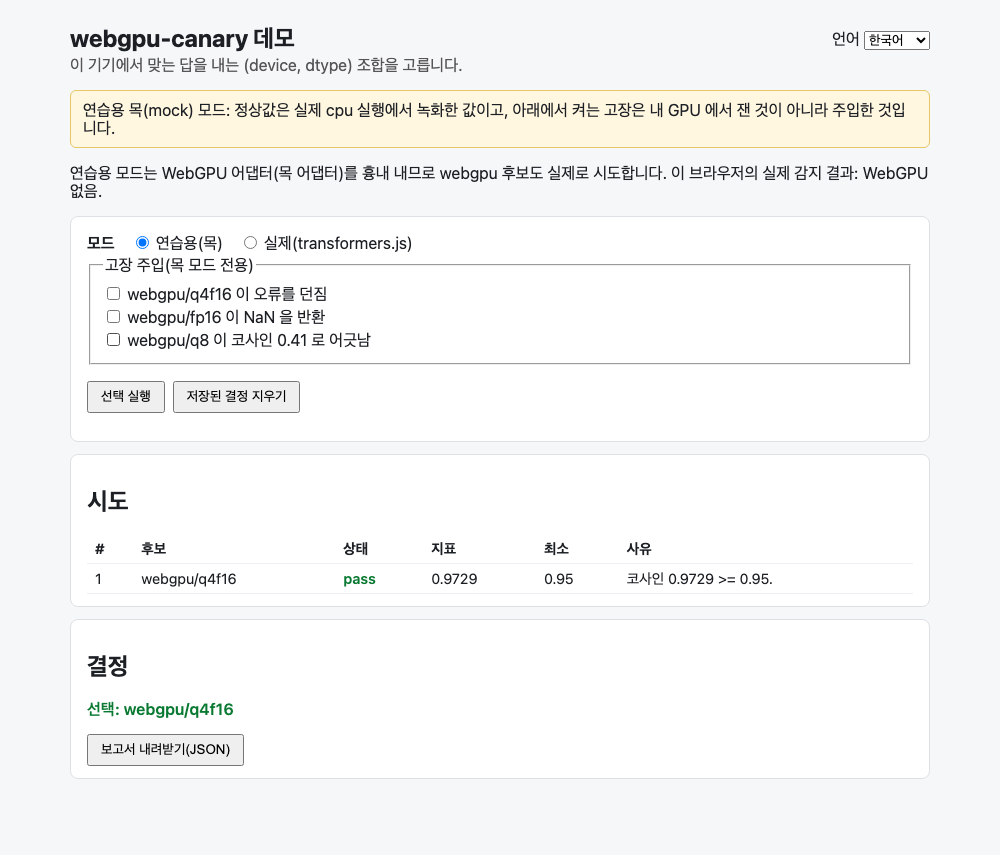 webgpu-canary 데모
언어 한국어
이 기기에서 맞는 답을 내는 (device, dtype) 조합을 고릅니다.
연습용 목(mock) 모드: 정상값은 실제 cpu 실행에서 녹화한 값이고, 아래에서 켜는 고장은 내 GPU 에서 잰 것이 아니라 주입한 것입
니다.
연습용 모드는 WebGPU 어댑터(목 어댑터)를 흉내 내므로 webgpu 후보도 실제로 시도합니다. 이 브라우저의 실제 감지 결과: WebGPU
없음.
모드 연습용(목) 실제(transformers.js)
고장 주입(목 모드 전용)
webgpu/q4f16 이 오류를 던짐
webgpu/fp16 이 NaN 을 반환
webgpu/q8 이 코사인 0.41 로 어긋남
선택 실행 저장된 결정 지우기
시도
# 후보 상태 지표 최소 사유
1 webgpu/q4f16 pass 0.9729 0.95 코사인 0.9729 >= 0.95.
결정
선택: webgpu/q4f16
보고서 내려받기(JSON)